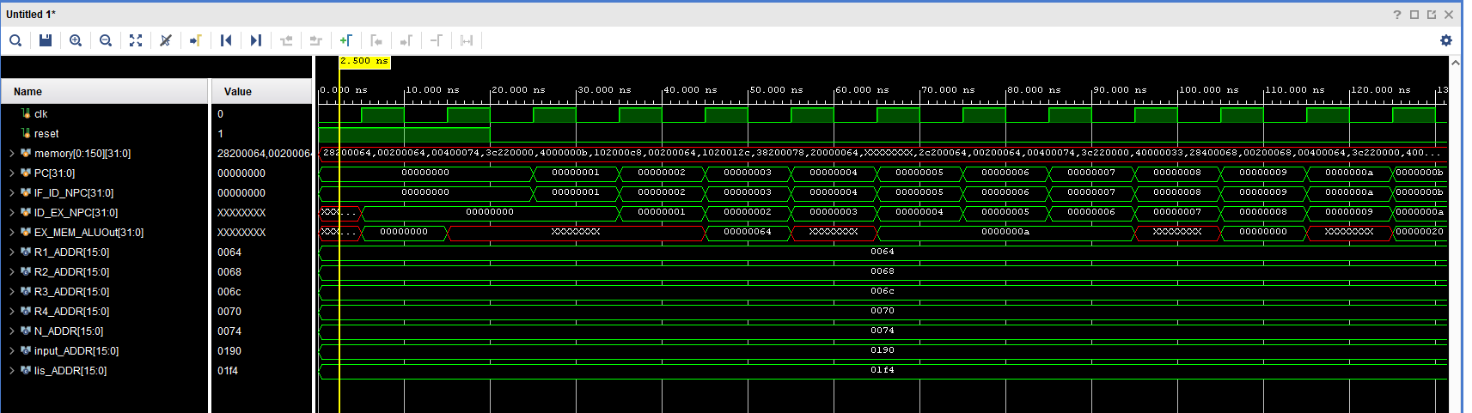 Untitled 1*
2.500 ns
Name Value 0.000 ns 10.000 ns 20.000 ns 30.000 ns 40.000 ns 50.000 ns 60.000 ns 70.000 ns 80.000 ns 90.000 ns 100.000 ns 110.000 ns 120.000 ns
clk 0
reset 1
memory[0:150][31:0] 28200064,00200064 28200064,00200064,00400074,3c220000,4000000b,102000c8,00200064,1020012c,38200078,20000064,XXXXXXXX,2c200064,00200064,00400074,3c220000,40000033,28400068,00200068,00400064,3c220000,400...
PC[31:0] 00000000 00000000 00000001 00000002 00000003 00000004 00000005 00000006 00000007 00000008 00000009 0000000a 0000000b
IF_ID_NPC[31:0] 00000000 00000000 00000001 00000002 00000003 00000004 00000005 00000006 00000007 00000008 00000009 0000000a 0000000b
ID_EX_NPC[31:0] XXXXXXXX XXX... 00000000 00000001 00000002 00000003 00000004 00000005 00000006 00000007 00000008 00000009 0000000a
EX_MEM_ALUOut[31:0] XXXXXXXX XXX... 00000000 XXXXXXXX 00000064 XXXXXXXX 0000000a XXXXXXXX 00000000 XXXXXXXX 00000020
R1_ADDR[15:0] 0064 0064
R2_ADDR[15:0] 0068 0068
R3_ADDR[15:0] 006c 006c
R4_ADDR[15:0] 0070 0070
N_ADDR[15:0] 0074 0074
input_ADDR[15:0] 0190 0190
lis_ADDR[15:0] 01f4 01f4